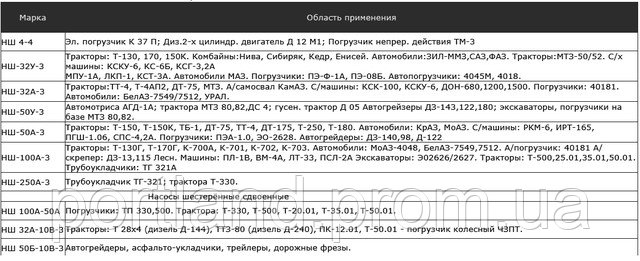 Марка Область применения
НШ 4-4 Эл. погрузчик К 37 П; Диз.2-х цилиндр. двигатель Д 12 М1; Погрузчик непрер. действия ТМ-3
Тракторы: Т-130, 170, 150К. Комбайны:Нива, Сибиряк, Кедр, Енисей. Автомобили:ЗИЛ-ММЗ,САЗ,ФАЗ. Тракторы:МТЗ-50/52. С/х
НШ-32У-3 машины: КСКУ-6, КС-6Б, КСГ-3,2А
МПУ-1А, ЛКП-1, КСТ-3А. Автомобили МАЗ. Погрузчики: ПЭ-Ф-1А, ПЭ-08Б. Автопогрузчики: 4045М, 4018.
НШ-32А-3 Тракторы:ТТ-4, Т-4АП2, ДТ-75, МТЗ. А/самосвал КамАЗ. С/машины: КСК-100, КСКУ-6, ДОН-680,1200,1500. Погрузчики: 40181.
Автомобили: БелАЗ-7549/7512, УРАЛ.
НШ-50У-3 Автомотриса АГД-1А; трактора МТЗ 80,82,ДС 4; гусен. трактор Д 05 Автогрейзеры ДЗ-143,122,180; экскаваторы, погрузчики на
базе МТЗ 80,82.
НШ-50А-3 Тракторы: Т-150, Т-150К, ТБ-1, ДТ-75, ТТ-4, ДТ-175, Т-250, Т-180. Автомобили: КрАЗ, МоАЗ. С/машины: РКМ-6, ИРТ-165,
ПГШ-1.06, СПС-4,2А. Погрузчики: ПЭА-1.0, ЭО-2628. Автогрейдеры: ДЗ-140,98, Д-122
Тракторы: Т-130Г, Т-170Г, К-700А, К-701, К-702, К-703. Автомобили: МоАЗ-4048, БелАЗ-7549,7512. А/погрузчик: 40181 А/
НШ-100А-3 скрепер: ДЗ-13,115 Лесн. Машины: ПЛ-1В, ВМ-4А, ЛТ-33, ПСЛ-2А Экскаваторы: ЭО2626/2627. Тракторы: Т-500,25.01,35.01,50.01.
Трубоукладчики: ТГ 321А
НШ-250А-3 Трубоукладчик ТГ-321; трактора Т-330.
Насосы шестеренные сдвоенные
НШ 100А-50А Погрузчики: ТП 330,500. Трактора: Т-330, Т-500, Т-20.01, Т-35.01, Т-50.01.
НШ 32А-10В-3 Трактора: Т 28х4 (дизель Д-144), ТТЗ-80 (дизель Д-240), ПК-12.01, Т-50.01 - погрузчик колесный ЧЗПТ.
НШ 50Б-10В-3 Автогрейдеры, асфальто-укладчики, трейлеры, дорожные фрезы.
portland.prom.ua